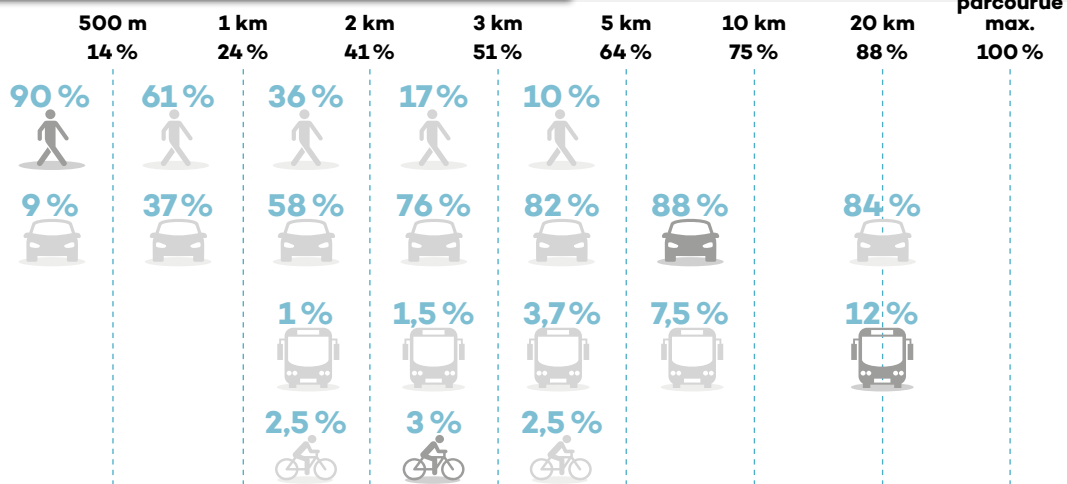 parcourue
500 m 1 km 2 km 3 km 5 km 10 km 20 km max.
14 % 24 % 41 % 51 % 64 % 75 % 88 % 100 %
90 % 61 % 36 % 17 % 10 %
9 % 37 % 58 % 76 % 82 % 88 % 84 %
1 % 1,5 % 3,7 % 7,5 % 12 %
2,5 % 3 % 2,5 %